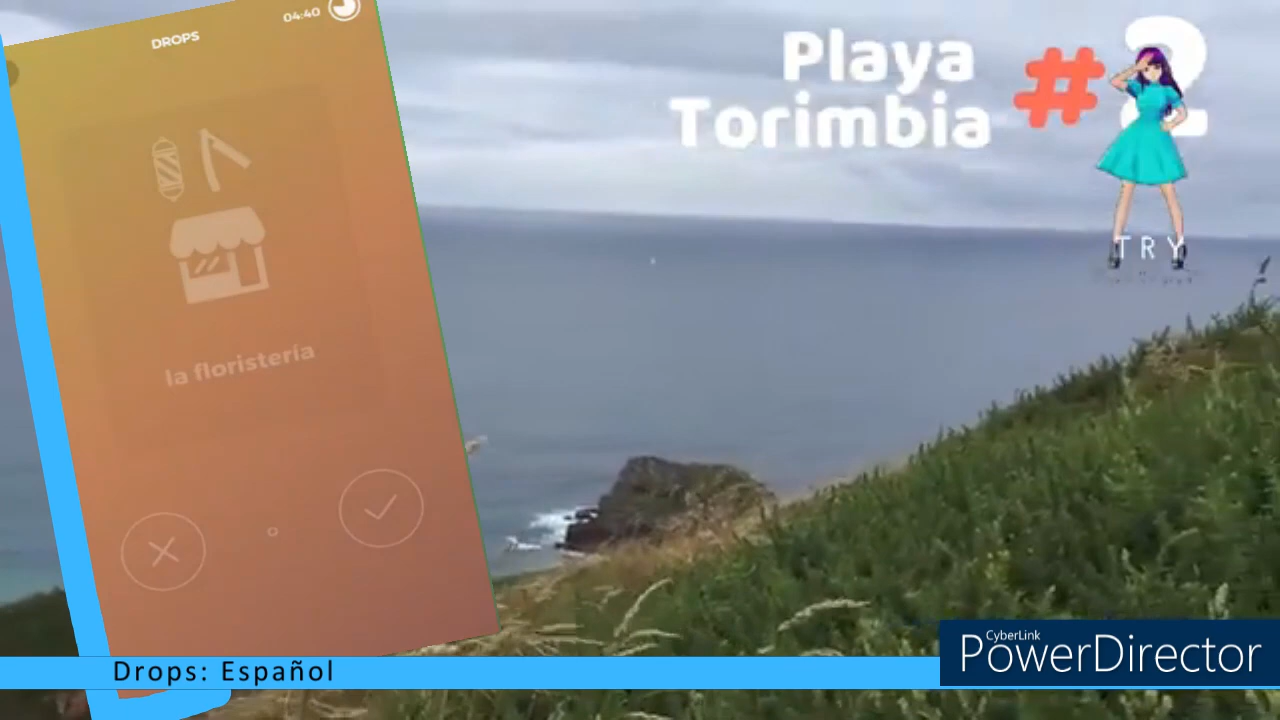 04:40
DROPS
la floristería
Playa
Torimbia
#2
TRY
Drops: Español
CyberLink
PowerDirector